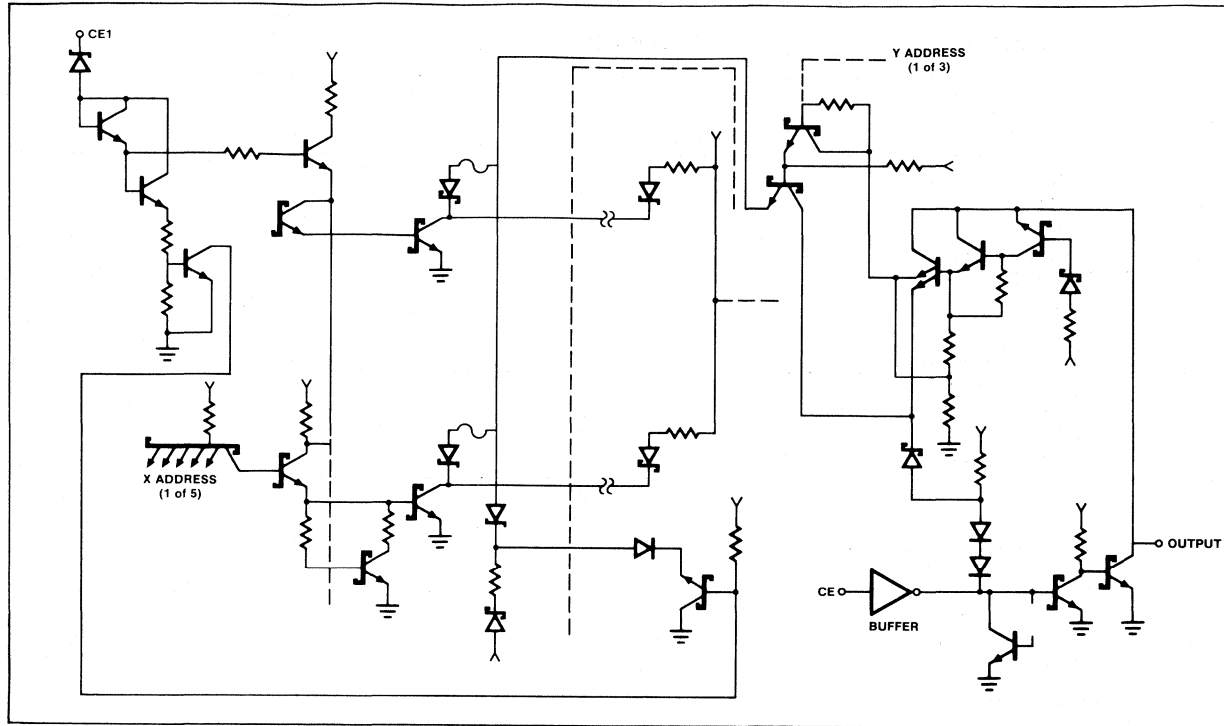 CE1
Y ADDRESS
(1 of 3)
X ADDRESS
(1 of 5)
OUTPUT
CE
BUFFER